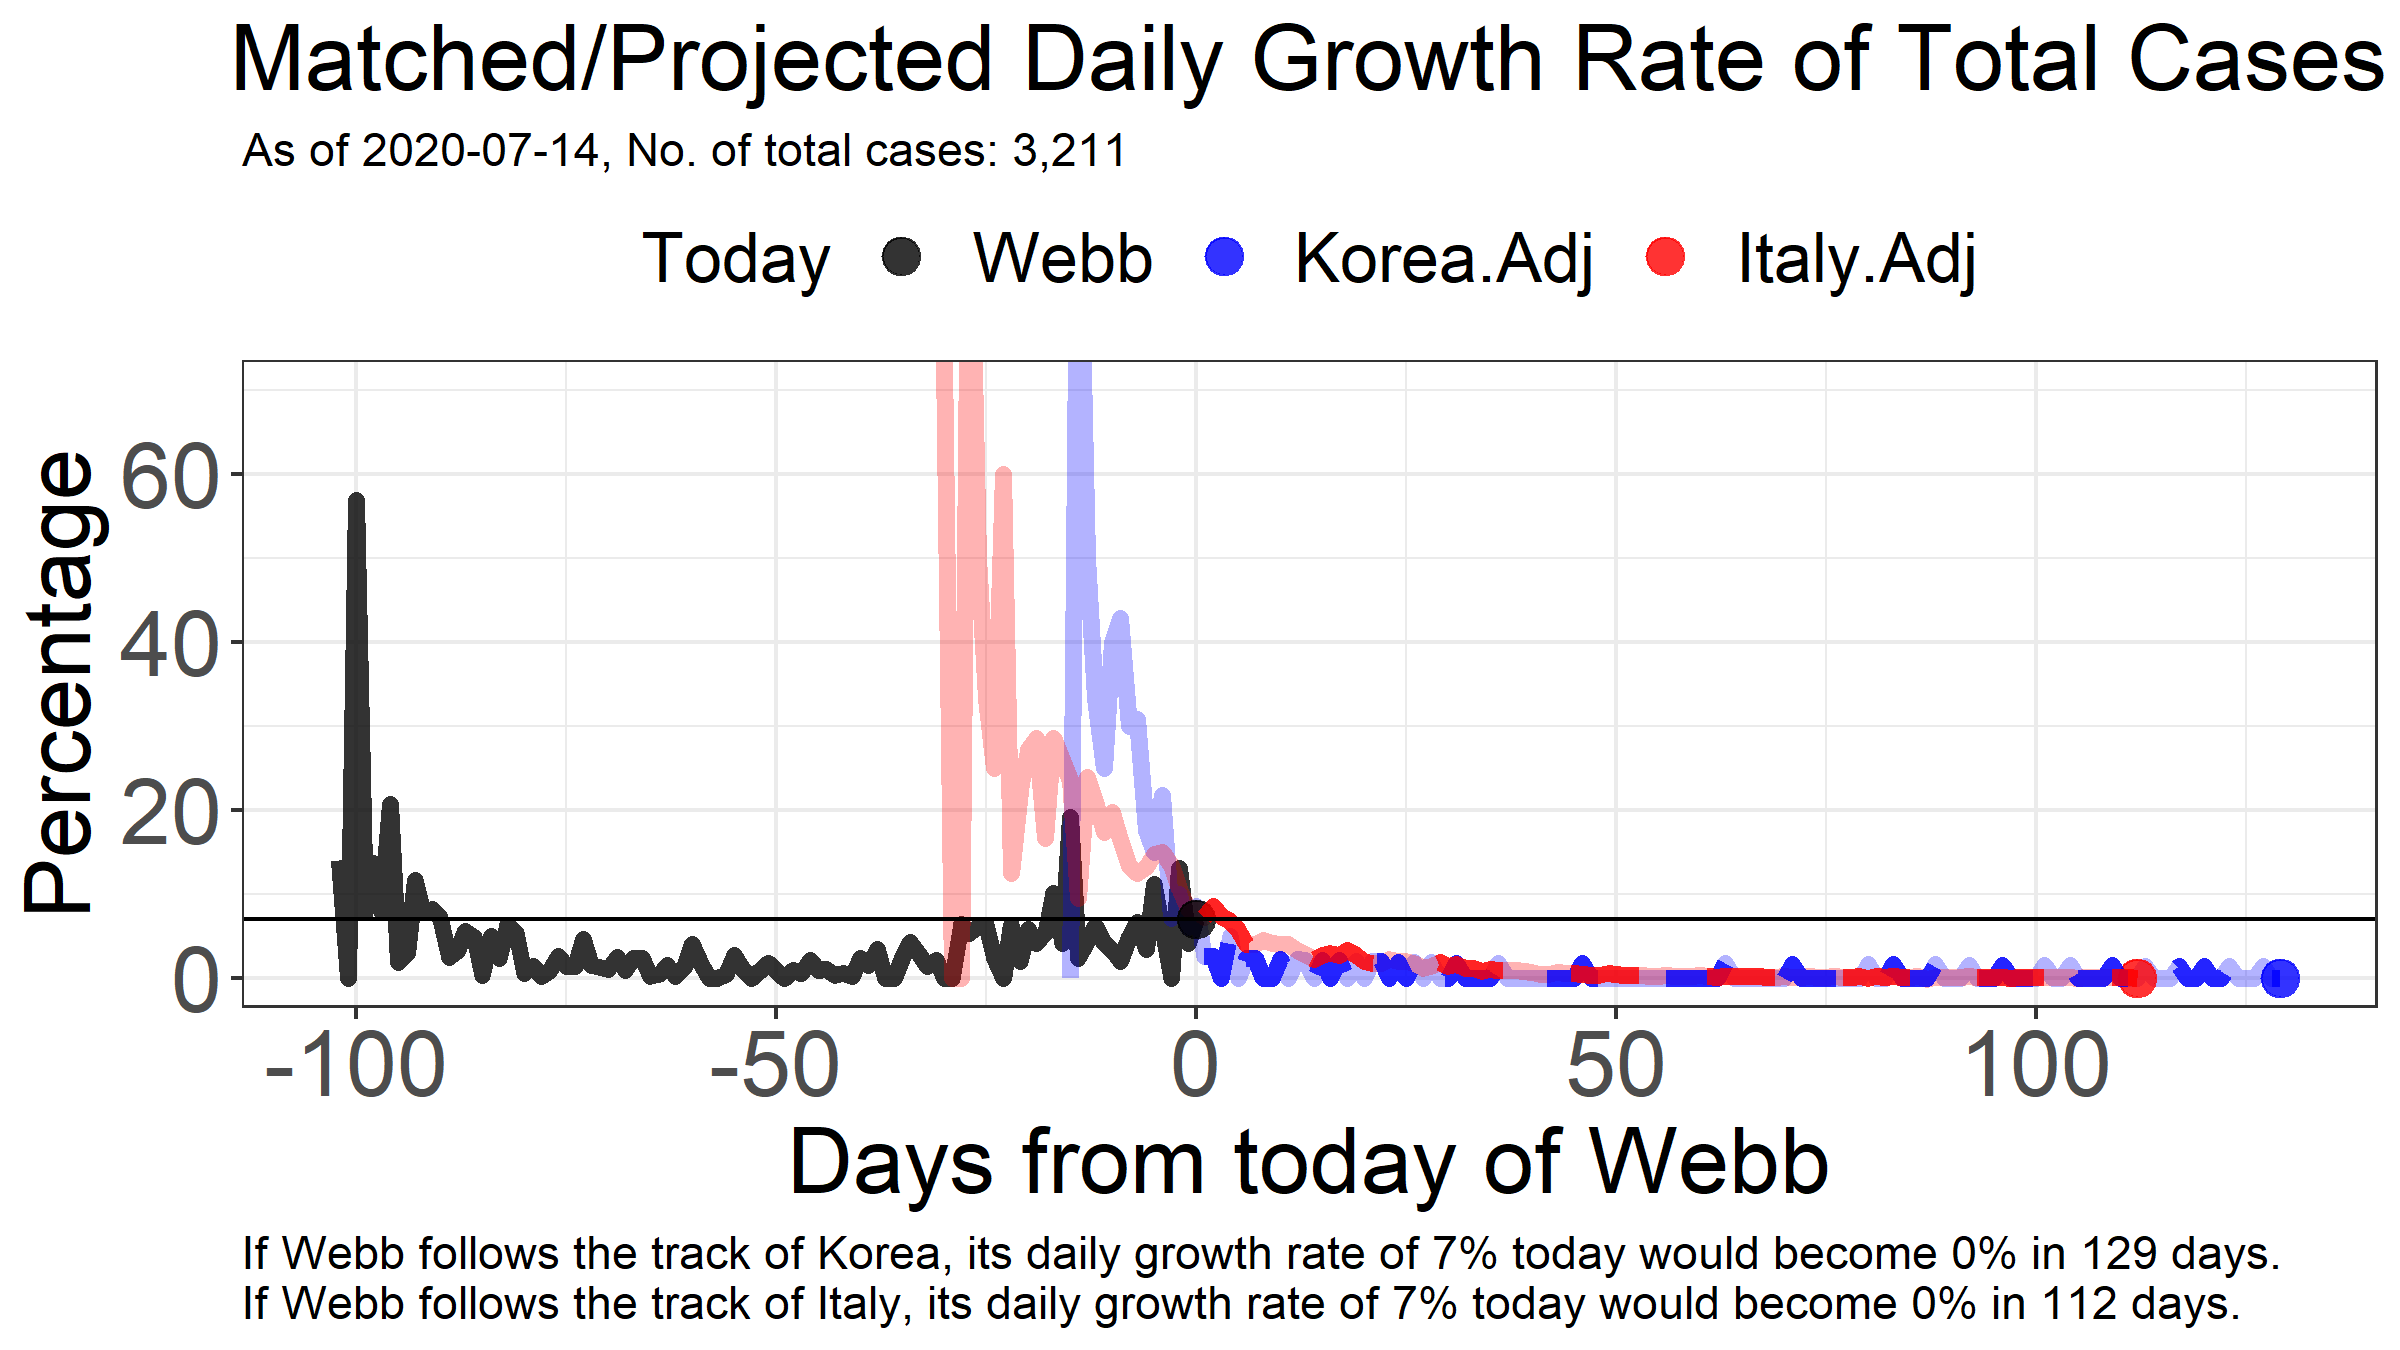 Matched/Projected Daily Growth Rate of Total Cases
As of 2020-07-14, No. of total cases: 3,211
Today Webb Korea.Adj Italy.Adj
Percentage
60
40
20
0
-100 -50 0 50 100
Days from today of Webb
If Webb follows the track of Korea, its daily growth rate of 7% today would become 0% in 129 days.
If Webb follows the track of Italy, its daily growth rate of 7% today would become 0% in 112 days.